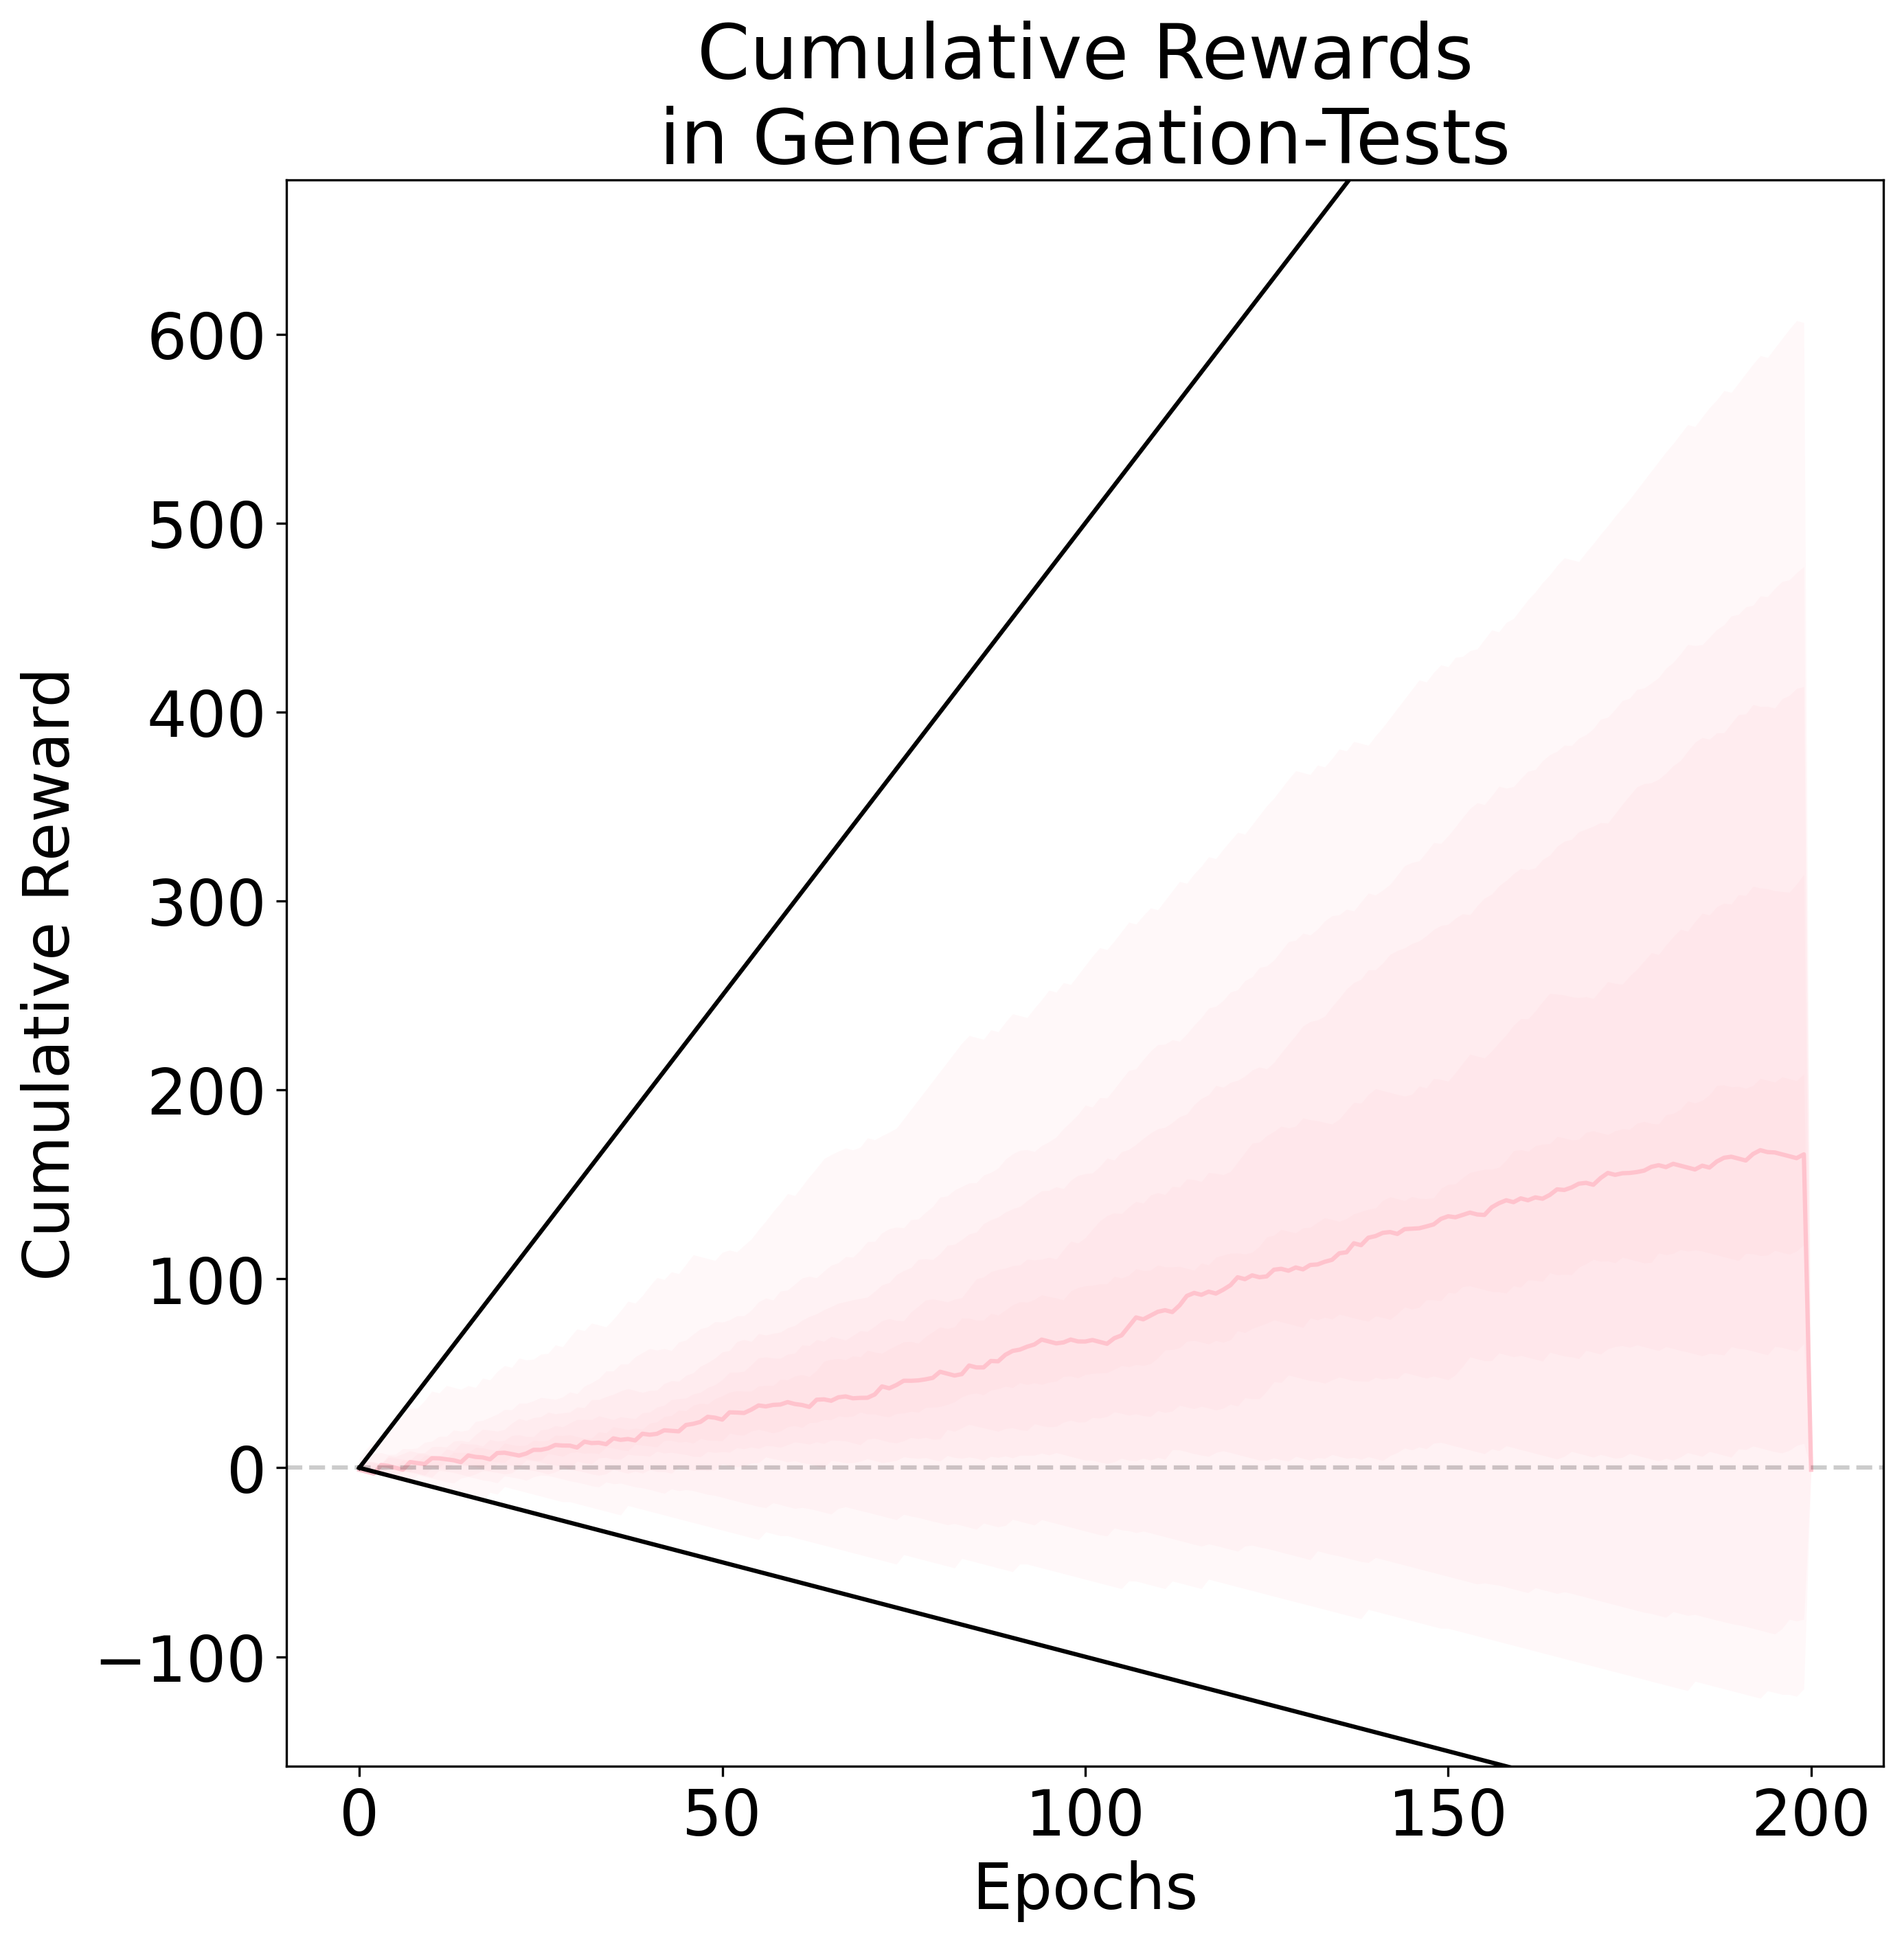 Cumulative Rewards
in Generalization-Tests
Cumulative Reward
600
500
400
300
200
100
0
−100
0 50 100 150 200
Epochs